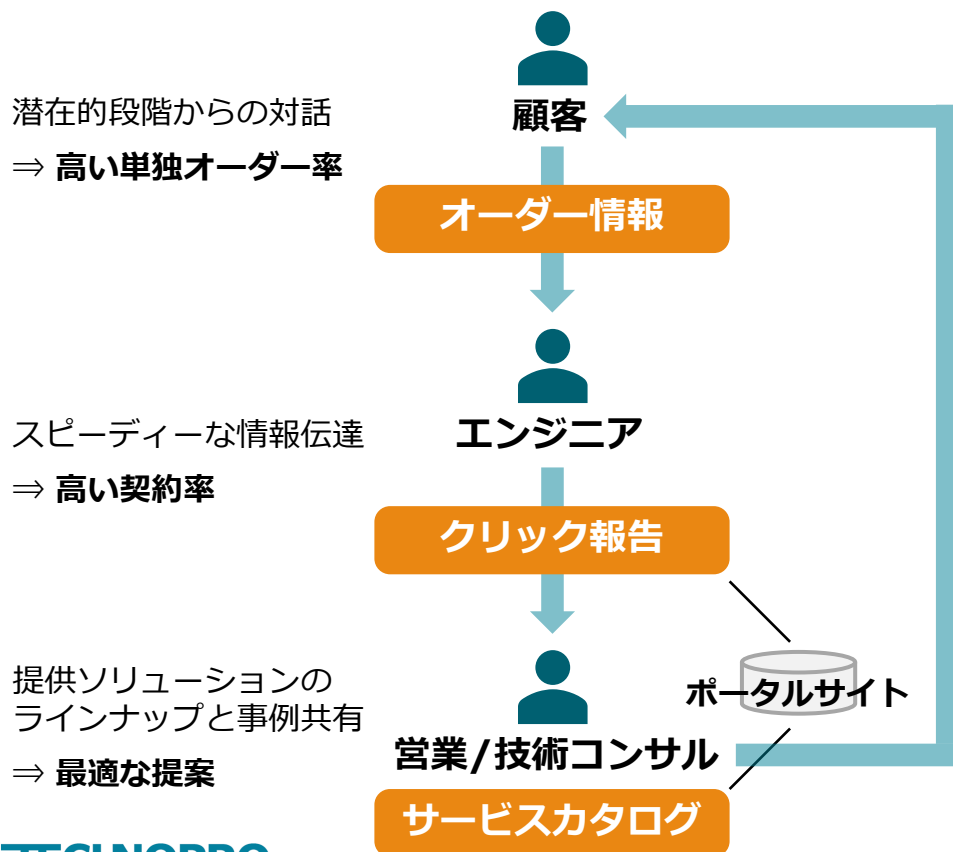 顧客
潜在的段階からの対話
⇒ 高い単独オーダー率
オーダー情報
エンジニア
スピーディーな情報伝達
⇒ 高い契約率
クリック報告
提供ソリューションの
ラインナップと事例共有
⇒ 最適な提案
ポータルサイト
営業/技術コンサル
サービスカタログ